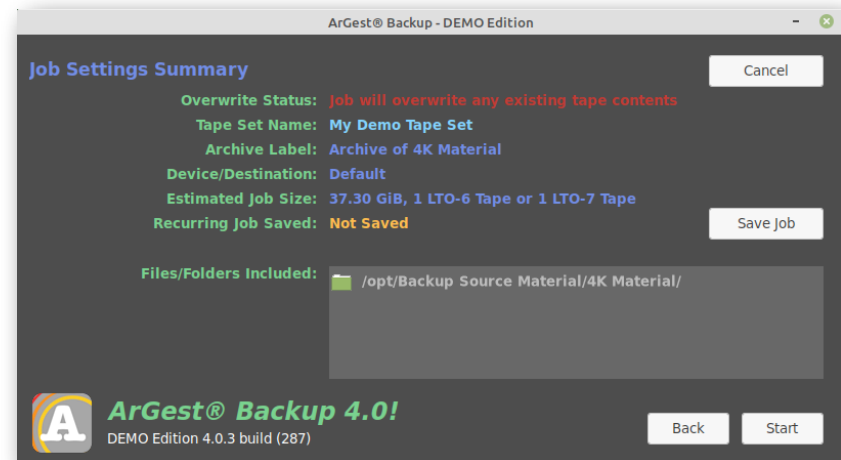 ArGest® Backup - DEMO Edition
Job Settings Summary
Cancel
Overwrite Status: Job will overwrite any existing tape contents
Tape Set Name: My Demo Tape Set
Archive Label: Archive of 4K Material
Device/Destination: Default
Estimated Job Size: 37.30 GiB, 1 LTO-6 Tape or 1 LTO-7 Tape
Recurring Job Saved: Not Saved
Save Job
Files/Folders Included:
/opt/Backup Source Material/4K Material/
A
ArGest® Backup 4.0!
DEMO Edition 4.0.3 build (287)
Back
Start